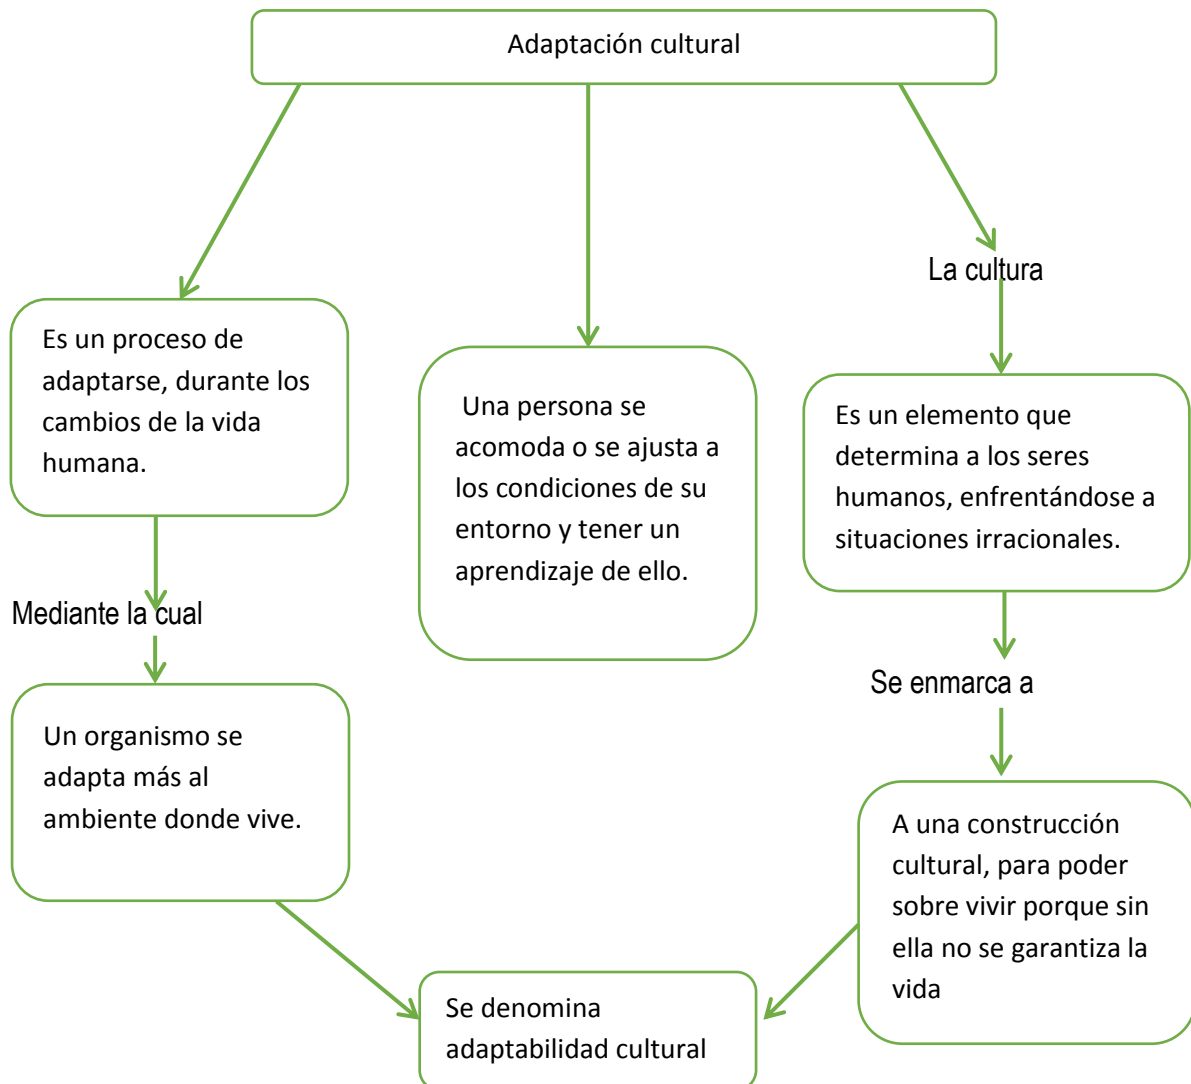 Adaptación cultural
La cultura
Es un proceso de
adaptarse, durante los
cambios de la vida
humana.
Una persona se
acomoda o se ajusta a
los condiciones de su
entorno y tener un
aprendizaje de ello.
Es un elemento que
determina a los seres
humanos, enfrentándose a
situaciones irracionales.
Mediante la cual
Se enmarca a
Un organismo se
adapta más al
ambiente donde vive.
A una construcción
cultural, para poder
sobre vivir porque sin
ella no se garantiza la
vida
Se denomina
adaptabilidad cultural